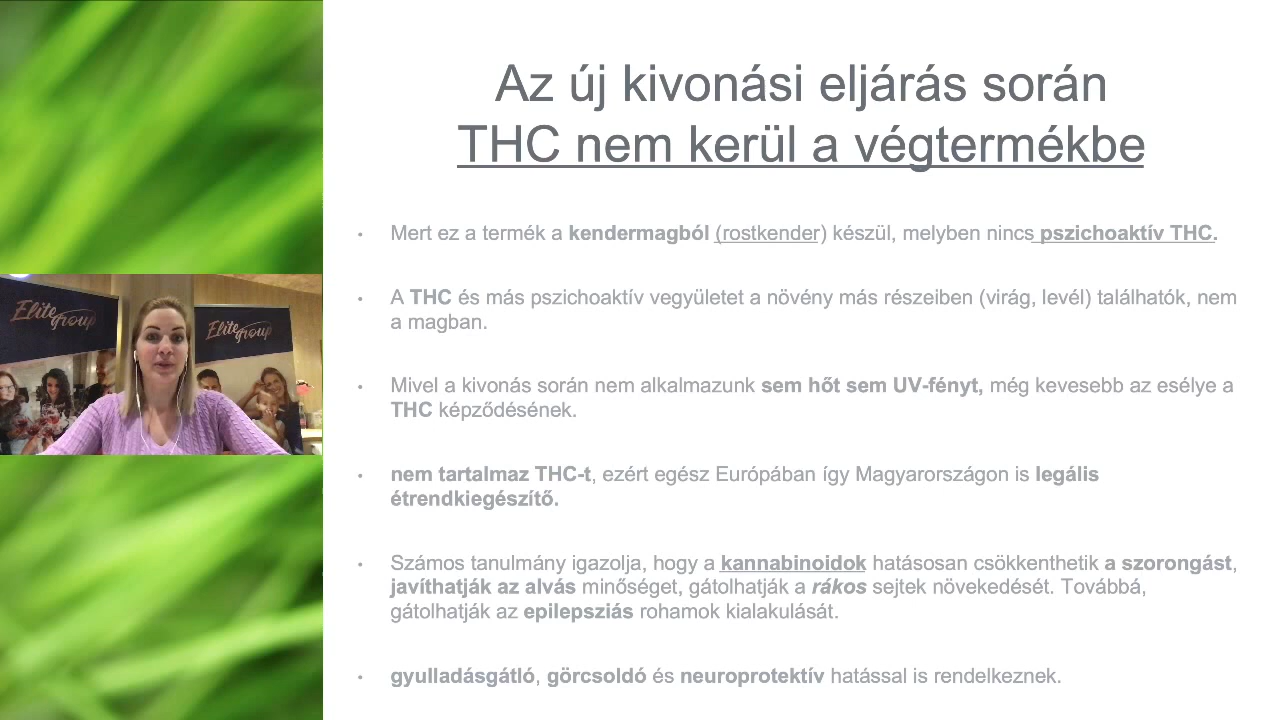 Az új kivonási eljárás során
THC nem kerül a végtermékbe
Mert ez a termék a kendermagból (rostkender) készül, melyben nincs pszichoaktív THC.
A THC és más pszichoaktív vegyületet a növény más részeiben (virág, levél) találhatók, nem
a magban.
Mivel a kivonás során nem alkalmazunk sem hőt sem UV-fényt, még kevesebb az esélye a
THC képződésének.
nem tartalmaz THC-t, ezért egész Európában így Magyarországon is legális
étrendkiegészítő.
Számos tanulmány igazolja, hogy a kannabinoidok hatásosan csökkenthetik a szorongást,
javíthatják az alvás minőséget, gátolhatják a rákos sejtek növekedését. Továbbá,
gátolhatják az epilepsziás rohamok kialakulását.
gyulladásgátló, görcsoldó és neuroprotektív hatással is rendelkeznek.
Elite group
Elite group